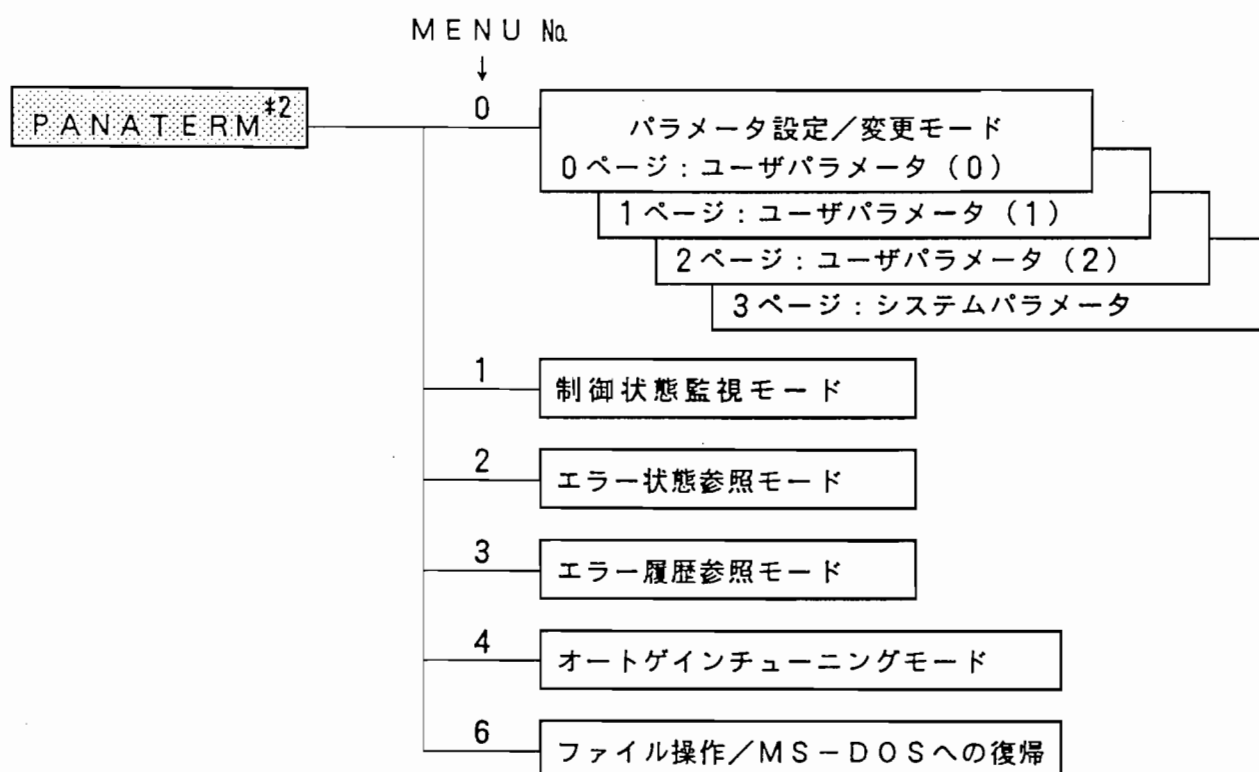 MENU No.
↓
PANATERM*2
0
パラメータ設定／変更モード
0ページ：ユーザパラメータ（0）
1ページ：ユーザパラメータ（1）
2ページ：ユーザパラメータ（2）
3ページ：システムパラメータ
1
制御状態監視モード
2
エラー状態参照モード
3
エラー履歴参照モード
4
オートゲインチューニングモード
6
ファイル操作／MS－DOSへの復帰